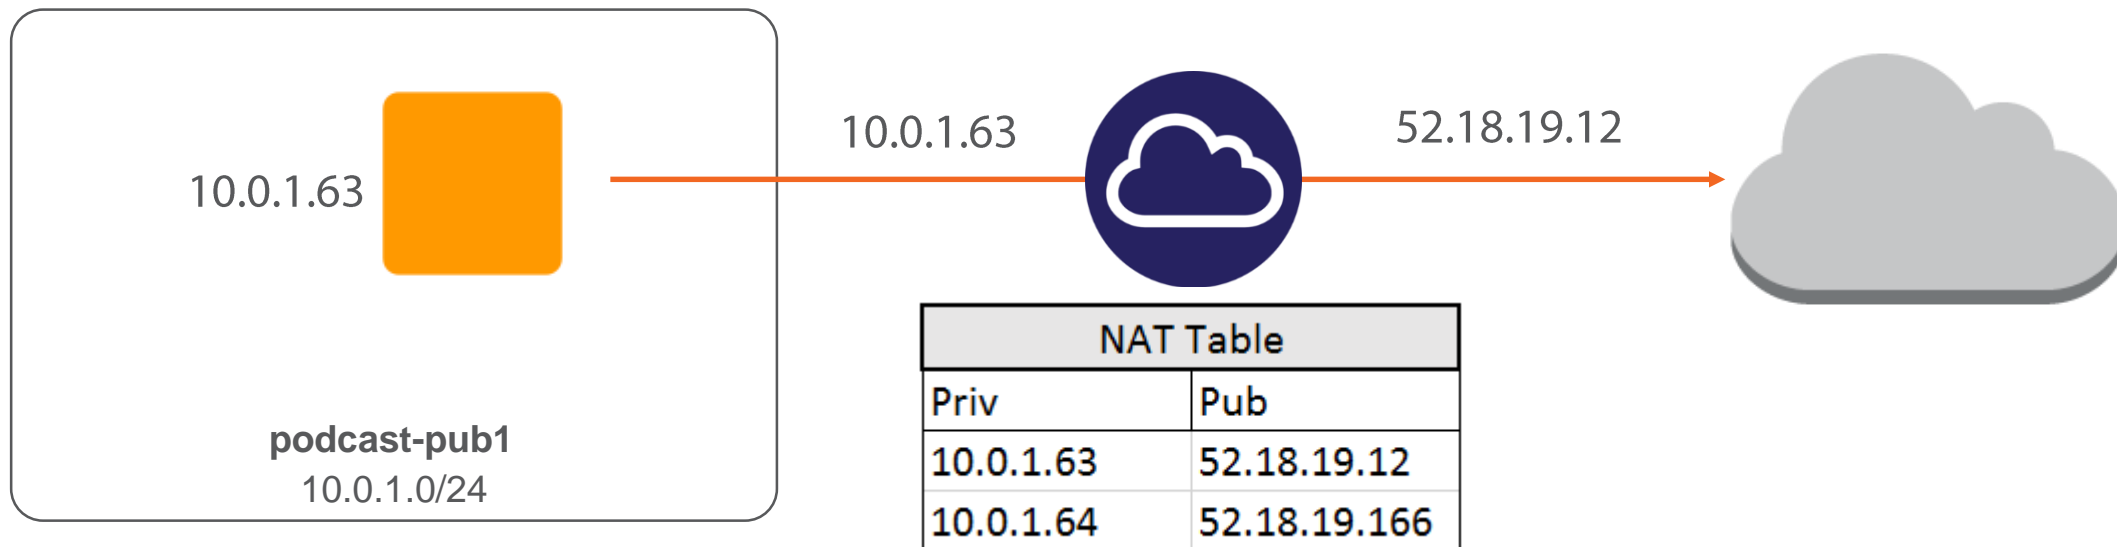 10.0.1.63
10.0.1.63
52.18.19.12
podcast-pub1
10.0.1.0/24
NAT Table
Priv Pub
10.0.1.63 52.18.19.12
10.0.1.64 52.18.19.166